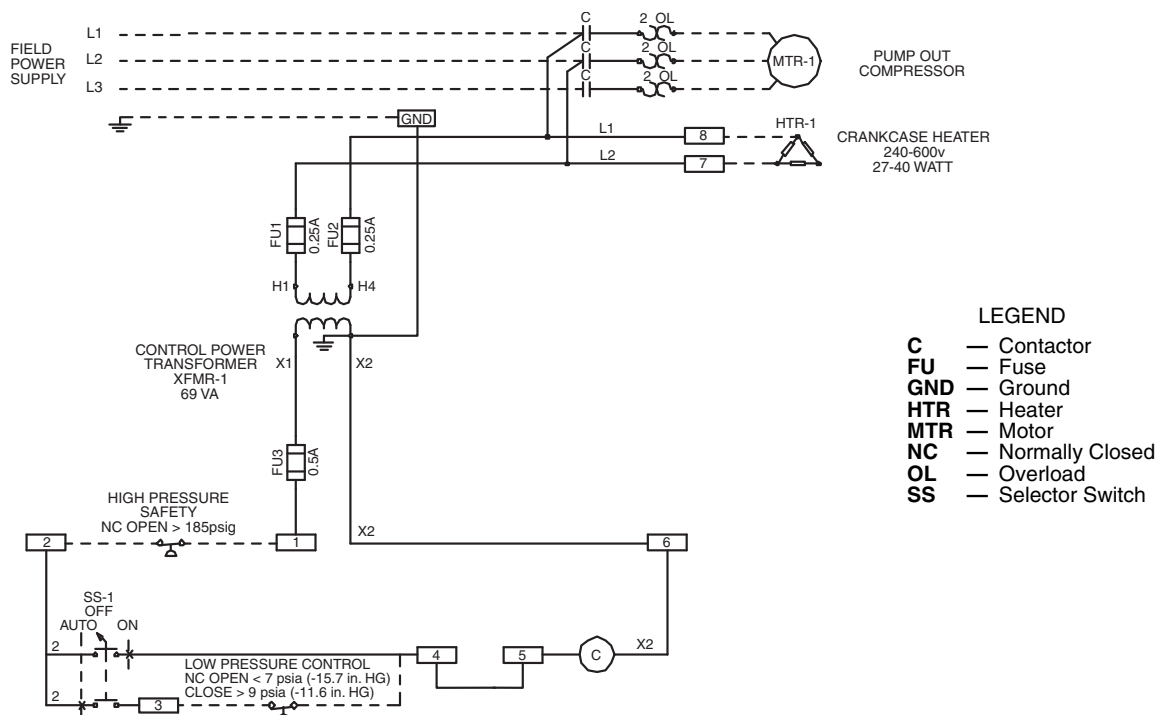 C
2 OL
L1
FIELD
POWER
SUPPLY
C
2 OL
L2
MTR-1
PUMP OUT
COMPRESSOR
C
2 OL
L3
GND
L1
8
HTR-1
CRANKCASE HEATER
240-600v
27-40 WATT
L2
7
FU1
0.25A
FU2
0.25A
H1
H4
CONTROL POWER
TRANSFORMER
XFMR-1
69 VA
X1
X2
LEGEND
C — Contactor
FU — Fuse
GND — Ground
HTR — Heater
MTR — Motor
NC — Normally Closed
OL — Overload
SS — Selector Switch
FU3
0.5A
HIGH PRESSURE
SAFETY
NC OPEN > 185psig
2
1
X2
6
SS-1
OFF
AUTO
ON
2
4
5
C
X2
LOW PRESSURE CONTROL
NC OPEN < 7 psia (-15.7 in. HG)
CLOSE > 9 psia (-11.6 in. HG)
2
3